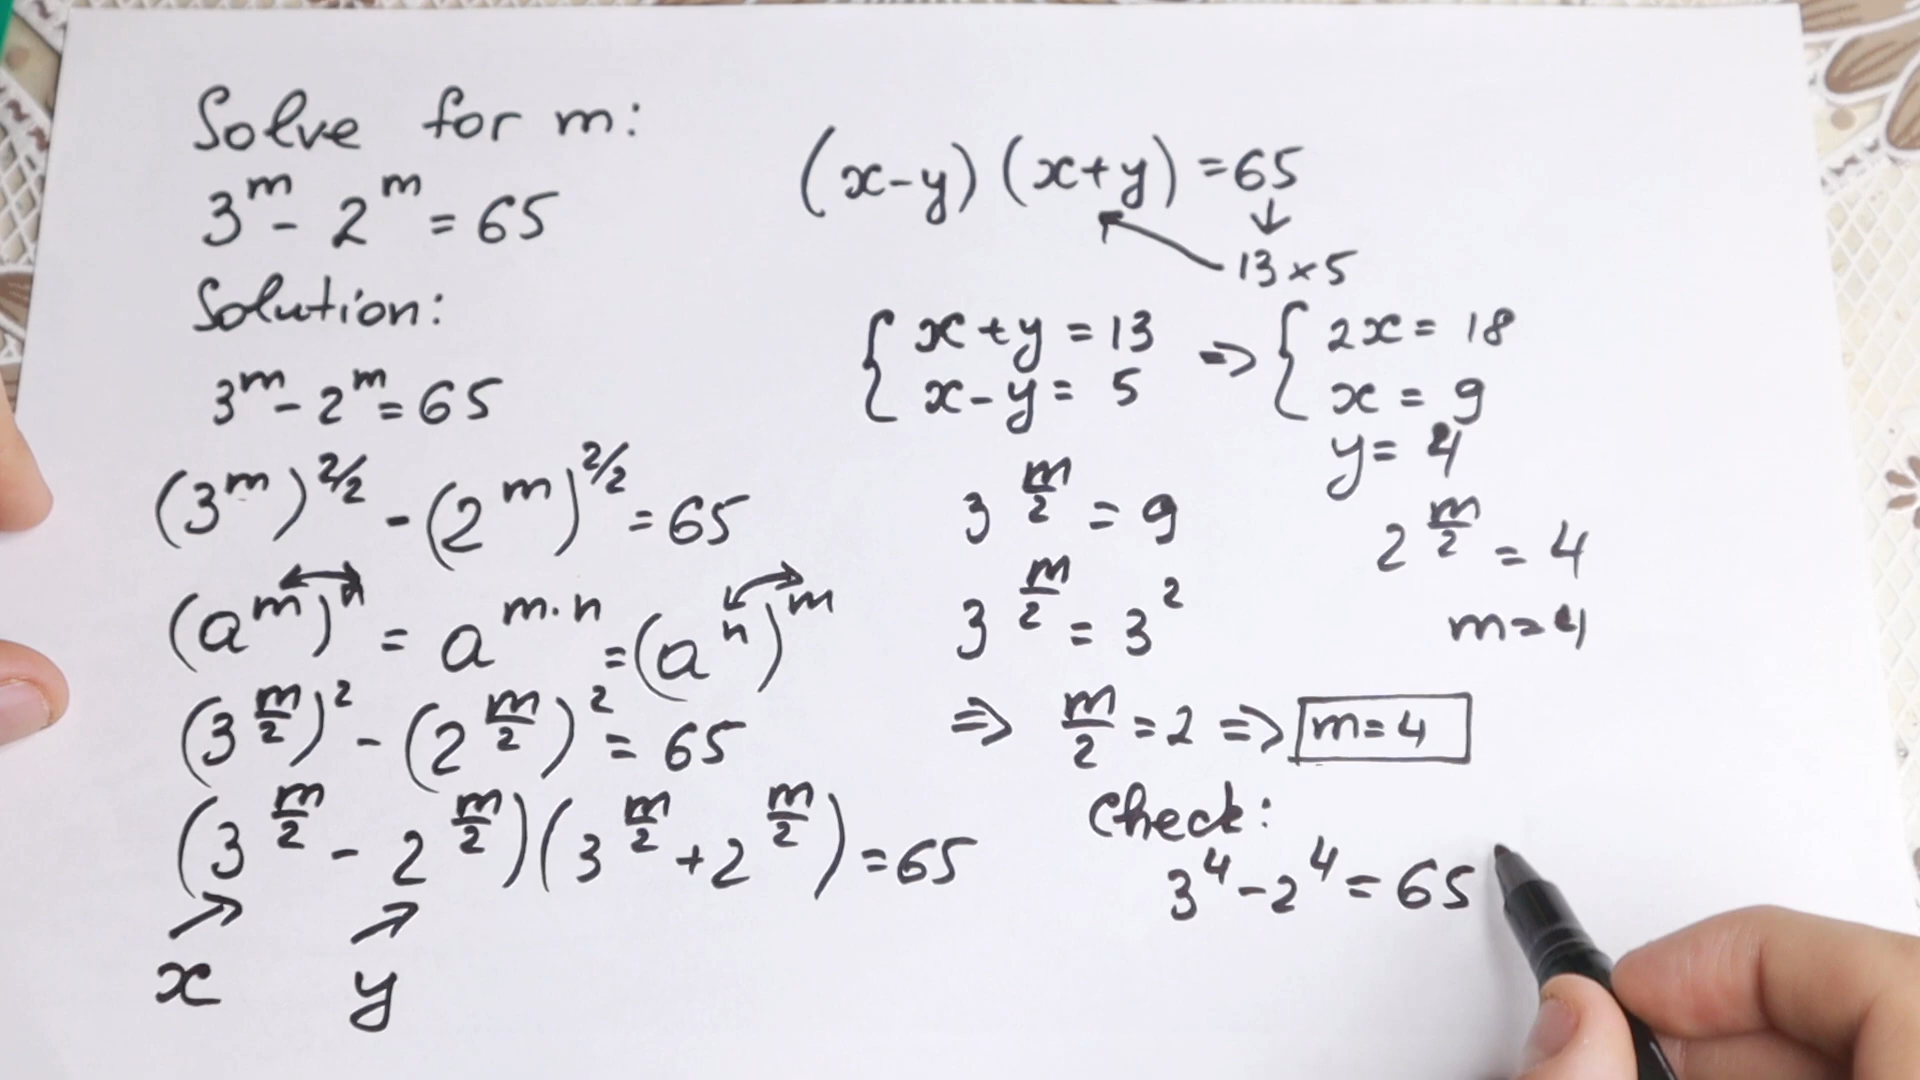 Solve for m:
3^m - 2^m = 65
Solution:
3^m - 2^m = 65
(3^m)^2/2 - (2^m)^2/2 = 65
(a^m)^n = a^m·n = (a^n)^m
(3^m/2)^2 - (2^m/2)^2 = 65
(3^m/2 - 2^m/2)(3^m/2 + 2^m/2) = 65
x y
(x-y)(x+y) = 65
13 × 5
{ x+y = 13 => { 2x = 18
x-y = 5 x = 9
y = 4
3^m/2 = 9
2^m/2 = 4
3^m/2 = 3^2
m=4
=> m/2 = 2 => m=4
Check:
3^4 - 2^4 = 65